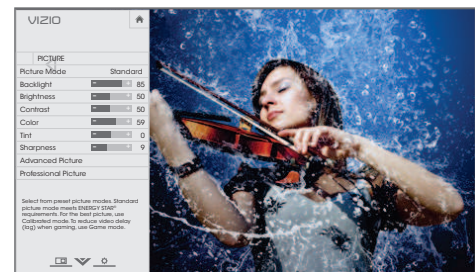 VIZIO
PICTURE
Picture Mode Standard
Backlight 85
Brightness 50
Contrast 50
Color 59
Tint 0
Sharpness 9
Advanced Picture
Professional Picture
Select from preset picture modes. Standard
picture mode meets ENERGY STAR®
requirements. For the best picture, use
Calibrated mode. To reduce video delay
(lag) when gaming, use Game mode.